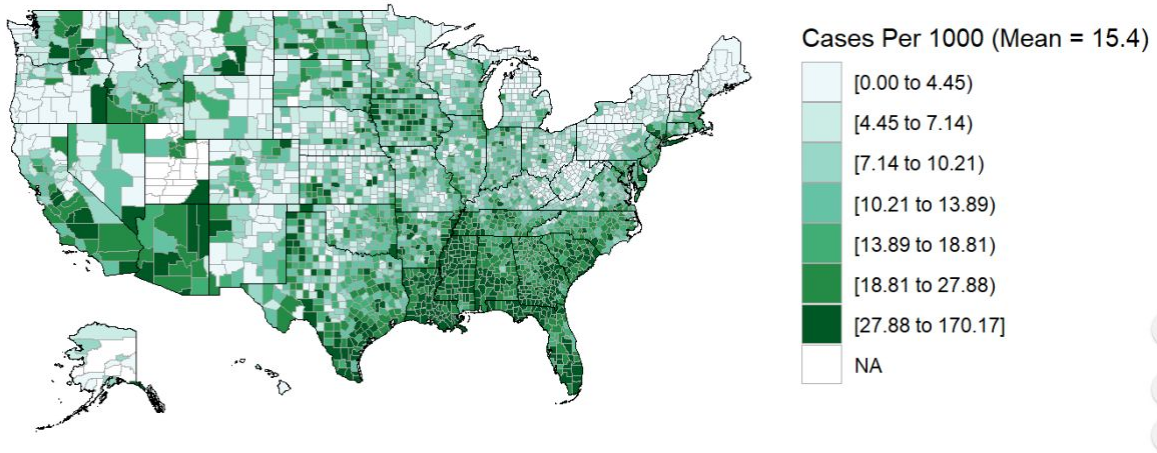 Cases Per 1000 (Mean = 15.4)
[0.00 to 4.45)
[4.45 to 7.14)
[7.14 to 10.21)
[10.21 to 13.89)
[13.89 to 18.81)
[18.81 to 27.88)
[27.88 to 170.17]
NA